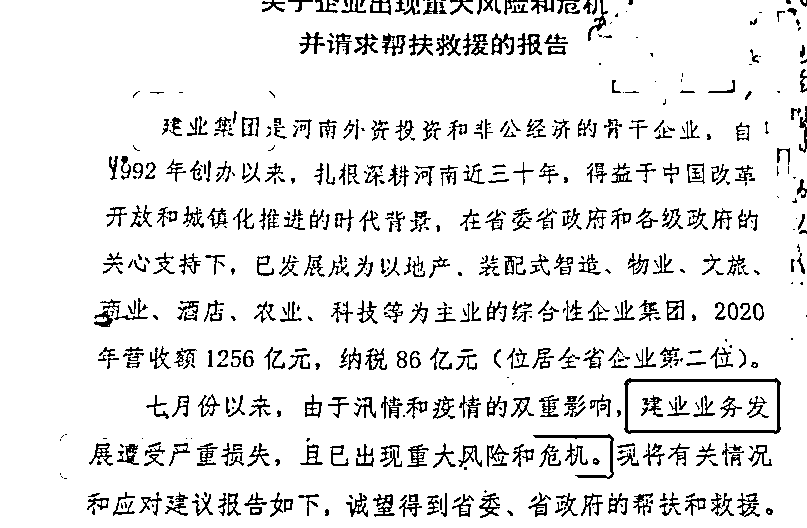 关于企业出现重大风险和危机
并请求帮扶救援的报告
建业集团是河南外资投资和非公经济的骨干企业，自
1992年创办以来，扎根深耕河南近三十年，得益于中国改革
开放和城镇化推进的时代背景，在省委省政府和各级政府的
关心支持下，已发展成为以地产、装配式智造、物业、文旅、
商业、酒店、农业、科技等为主业的综合性企业集团，2020
年营收额1256亿元，纳税86亿元（位居全省企业第二位）。
七月份以来，由于汛情和疫情的双重影响，建业业务发
展遭受严重损失，且已出现重大风险和危机。现将有关情况
和应对建议报告如下，诚望得到省委、省政府的帮扶和救援。